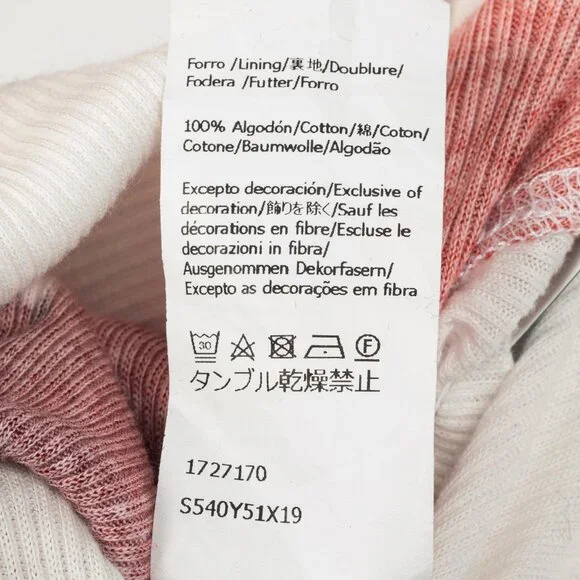 Forro /Lining/裏地/Doublure/
Fodera /Futter/Forro
100% Algodón/Cotton/綿/Coton/
Cotone/Baumwolle/Algodão
Excepto decoración/Exclusive of
decoration/飾りを除く/Sauf les
décorations en fibre/Escluse le
decorazioni in fibra/
Ausgenommen Dekorfasern/
Excepto as decorações em fibra
30 F
タンブル乾燥禁止
1727170
S540Y51X19